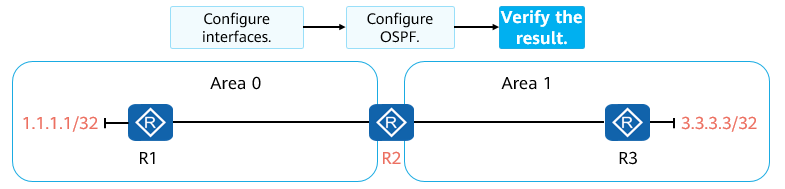 Configure
interfaces.
Configure
OSPF.
Verify the
result.
Area 0
Area 1
1.1.1.1/32
R
R
R
3.3.3.3/32
R1
R2
R3